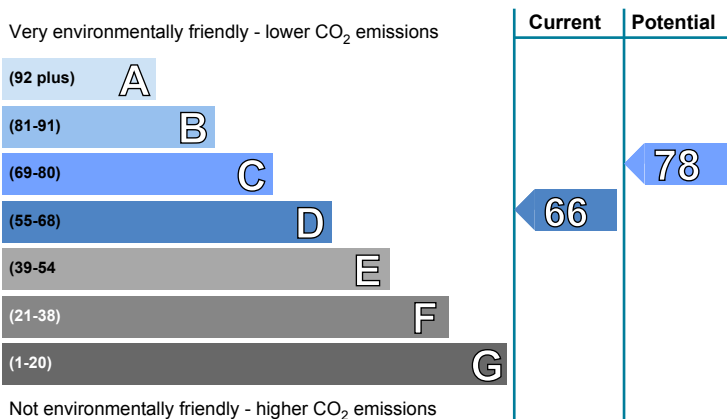 Very environmentally friendly - lower CO₂ emissions
Current
Potential
(92 plus) A
(81-91) B
(69-80) C
78
(55-68) D
66
(39-54 E
(21-38) F
(1-20) G
Not environmentally friendly - higher CO₂ emissions